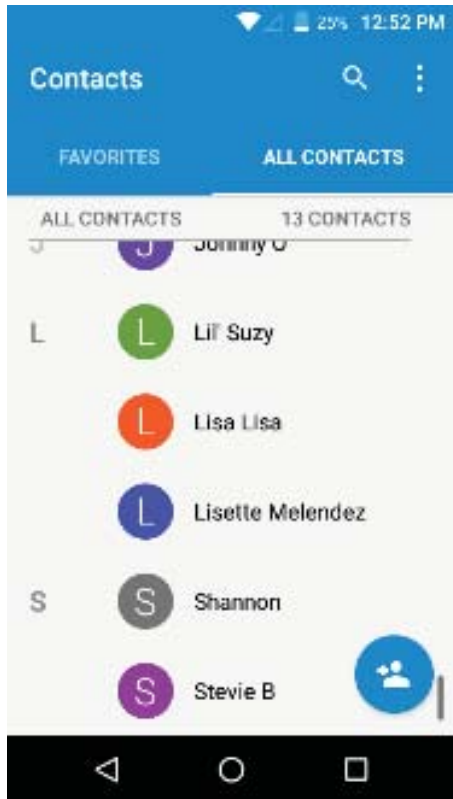 25% 12:52 PM
Contacts
FAVORITES ALL CONTACTS
ALL CONTACTS 13 CONTACTS
J J Johnny O
L L Lil' Suzy
L Lisa Lisa
L Lisette Melendez
S S Shannon
S Stevie B